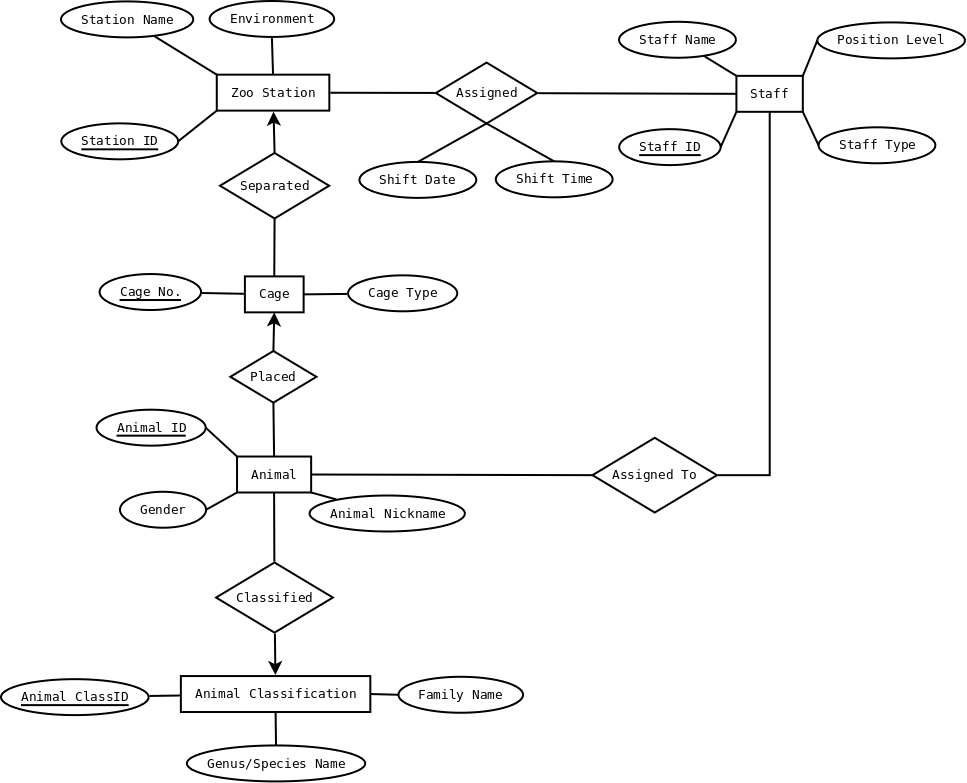 Station Name
Environment
Staff Name
Position Level
Zoo Station
Assigned
Staff
Station ID
Staff ID
Staff Type
Shift Date
Shift Time
Separated
Cage No.
Cage
Cage Type
Placed
Animal ID
Animal
Assigned To
Gender
Animal Nickname
Classified
Animal ClassID
Animal Classification
Family Name
Genus/Species Name